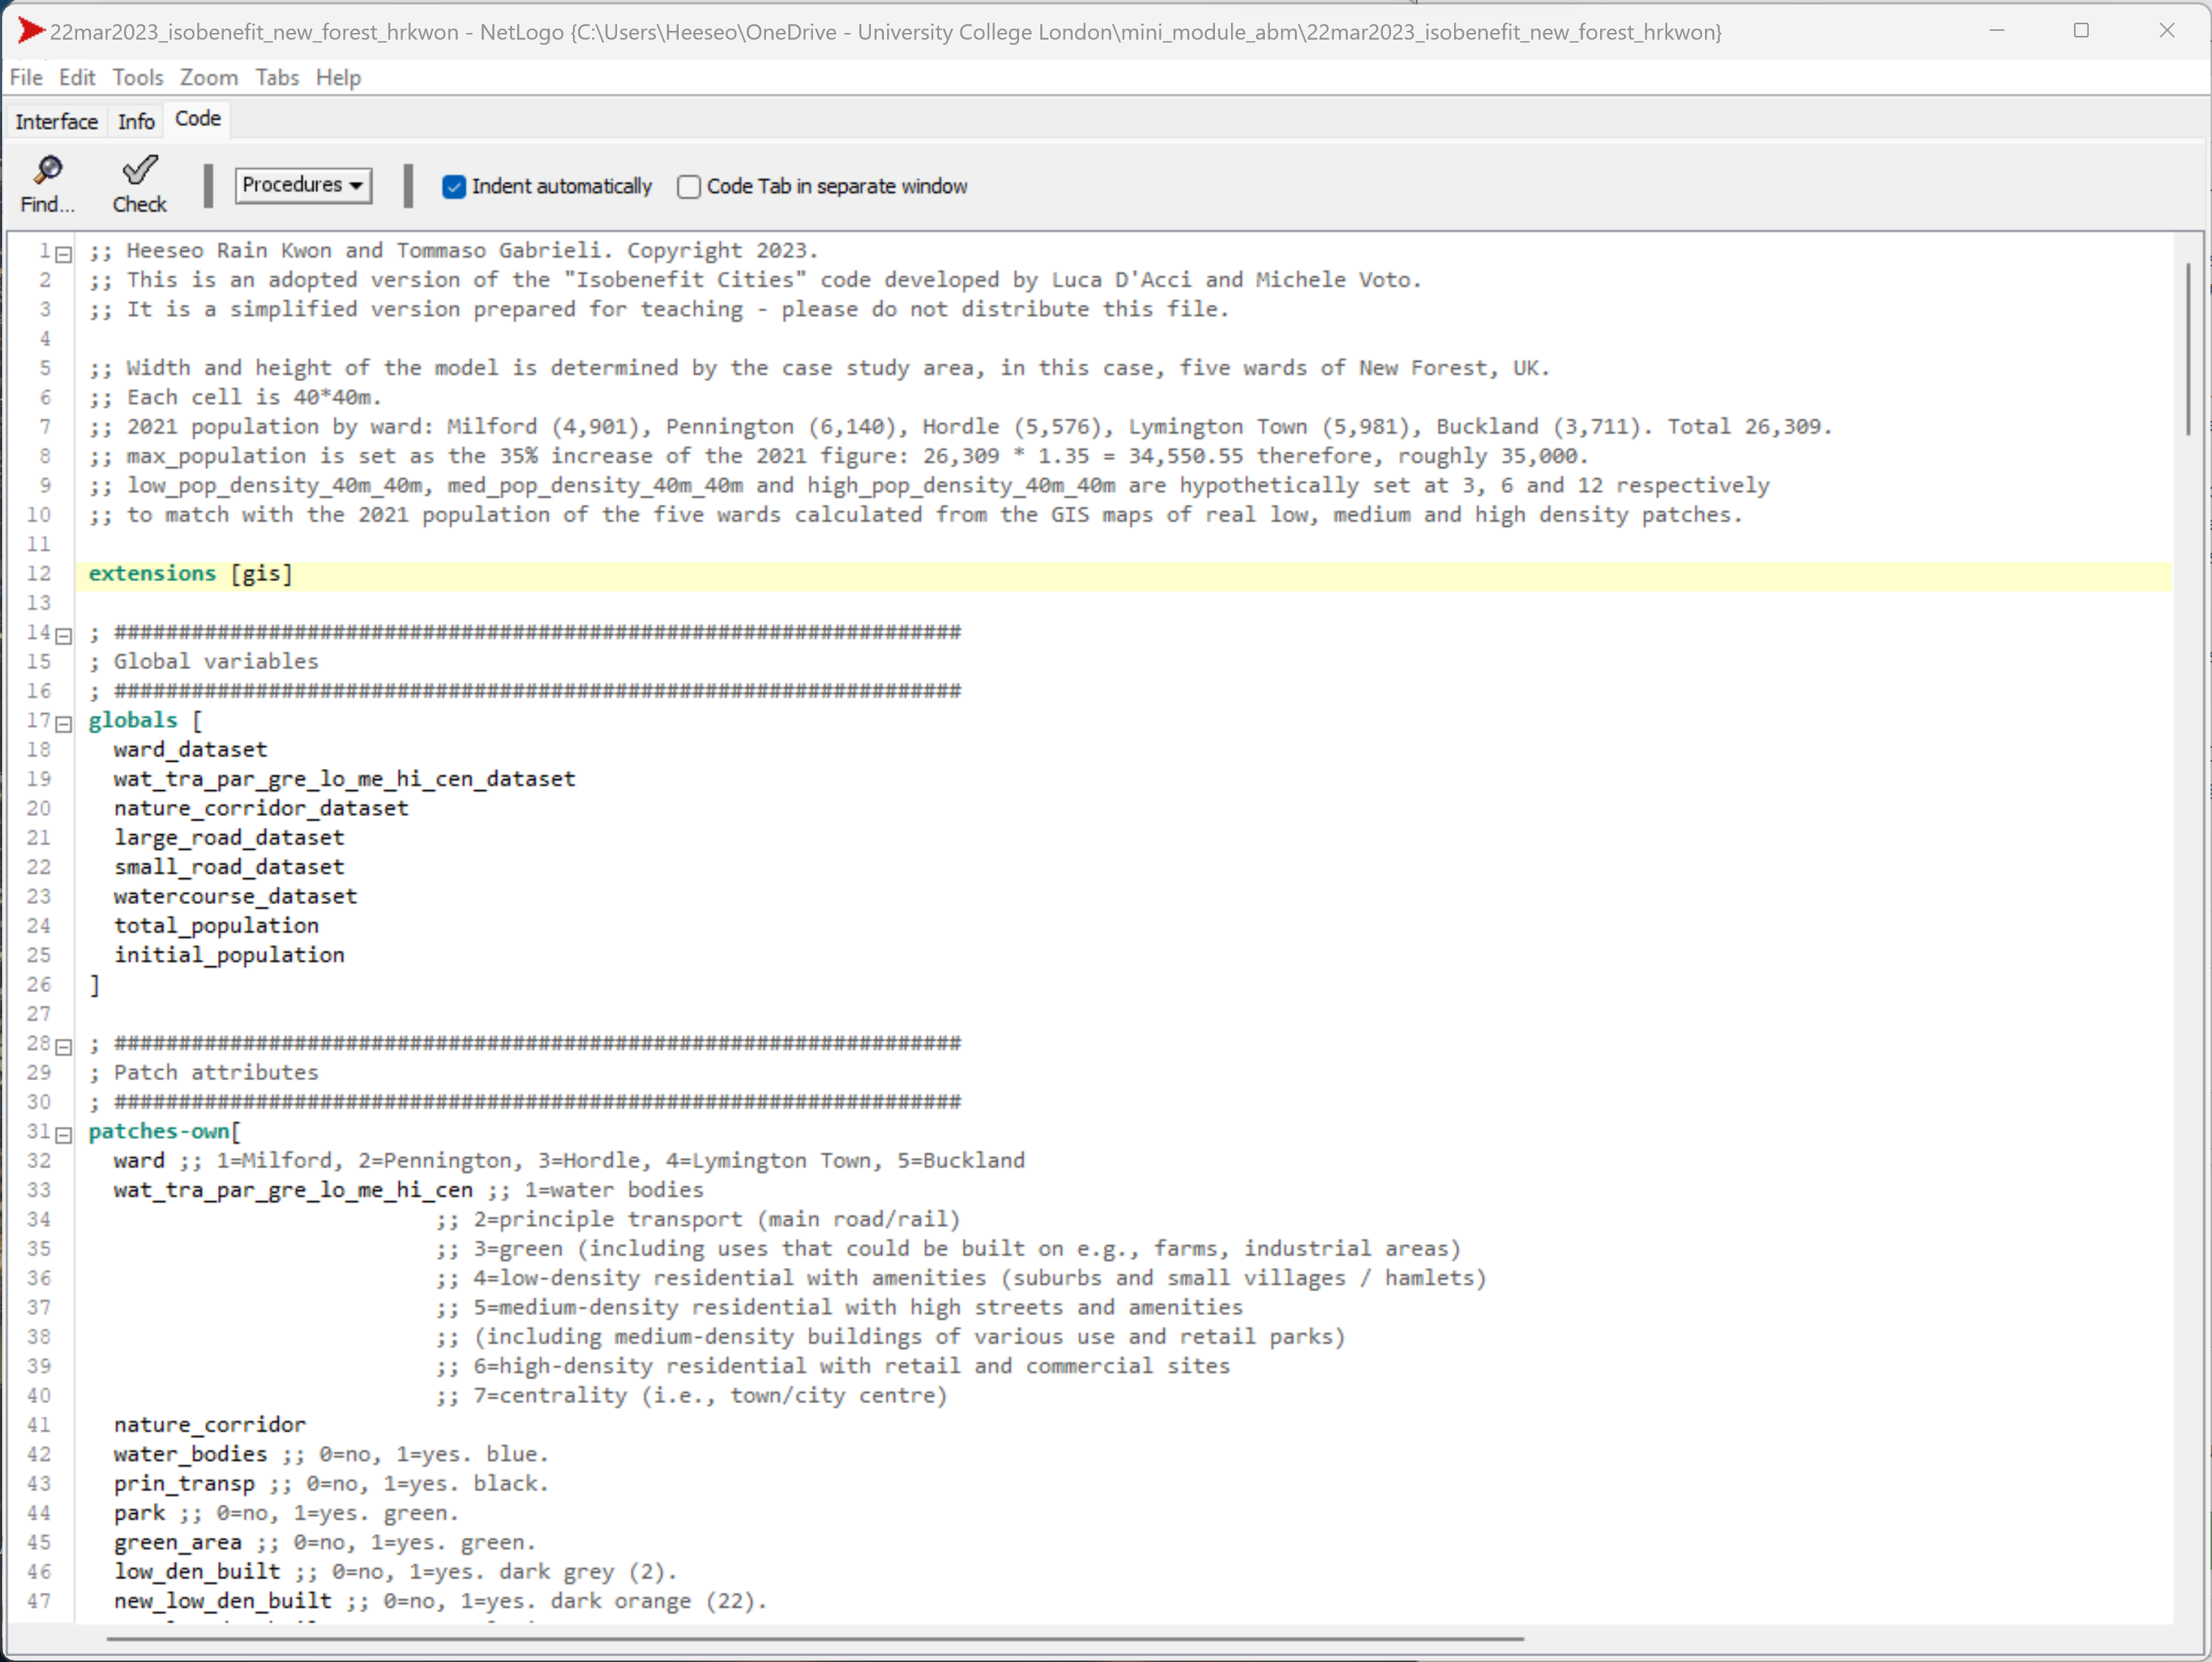 22mar2023_isobenefit_new_forest_hrkwon - NetLogo {C:\Users\Heeseo\OneDrive - University College London\mini_module_abm\22mar2023_isobenefit_new_forest_hrkwon}
File Edit Tools Zoom Tabs Help
Interface Info Code
Find... Check Procedures Indent automatically Code Tab in separate window
1 ;; Heeseo Rain Kwon and Tommaso Gabrieli. Copyright 2023.
2 ;; This is an adopted version of the "Isobenefit Cities" code developed by Luca D'Acci and Michele Voto.
3 ;; It is a simplified version prepared for teaching - please do not distribute this file.
4
5 ;; Width and height of the model is determined by the case study area, in this case, five wards of New Forest, UK.
6 ;; Each cell is 40*40m.
7 ;; 2021 population by ward: Milford (4,901), Pennington (6,140), Hordle (5,576), Lymington Town (5,981), Buckland (3,711). Total 26,309.
8 ;; max_population is set as the 35% increase of the 2021 figure: 26,309 * 1.35 = 34,550.55 therefore, roughly 35,000.
9 ;; low_pop_density_40m_40m, med_pop_density_40m_40m and high_pop_density_40m_40m are hypothetically set at 3, 6 and 12 respectively
10 ;; to match with the 2021 population of the five wards calculated from the GIS maps of real low, medium and high density patches.
11
12 extensions [gis]
13
14 ; ##################################################################
15 ; Global variables
16 ; ##################################################################
17 globals [
18 ward_dataset
19 wat_tra_par_gre_lo_me_hi_cen_dataset
20 nature_corridor_dataset
21 large_road_dataset
22 small_road_dataset
23 watercourse_dataset
24 total_population
25 initial_population
26 ]
27
28 ; ##################################################################
29 ; Patch attributes
30 ; ##################################################################
31 patches-own[
32 ward ;; 1=Milford, 2=Pennington, 3=Hordle, 4=Lymington Town, 5=Buckland
33 wat_tra_par_gre_lo_me_hi_cen ;; 1=water bodies
34 ;; 2=principle transport (main road/rail)
35 ;; 3=green (including uses that could be built on e.g., farms, industrial areas)
36 ;; 4=low-density residential with amenities (suburbs and small villages / hamlets)
37 ;; 5=medium-density residential with high streets and amenities
38 ;; (including medium-density buildings of various use and retail parks)
39 ;; 6=high-density residential with retail and commercial sites
40 ;; 7=centrality (i.e., town/city centre)
41 nature_corridor
42 water_bodies ;; 0=no, 1=yes. blue.
43 prin_transp ;; 0=no, 1=yes. black.
44 park ;; 0=no, 1=yes. green.
45 green_area ;; 0=no, 1=yes. green.
46 low_den_built ;; 0=no, 1=yes. dark grey (2).
47 new_low_den_built ;; 0=no, 1=yes. dark orange (22).